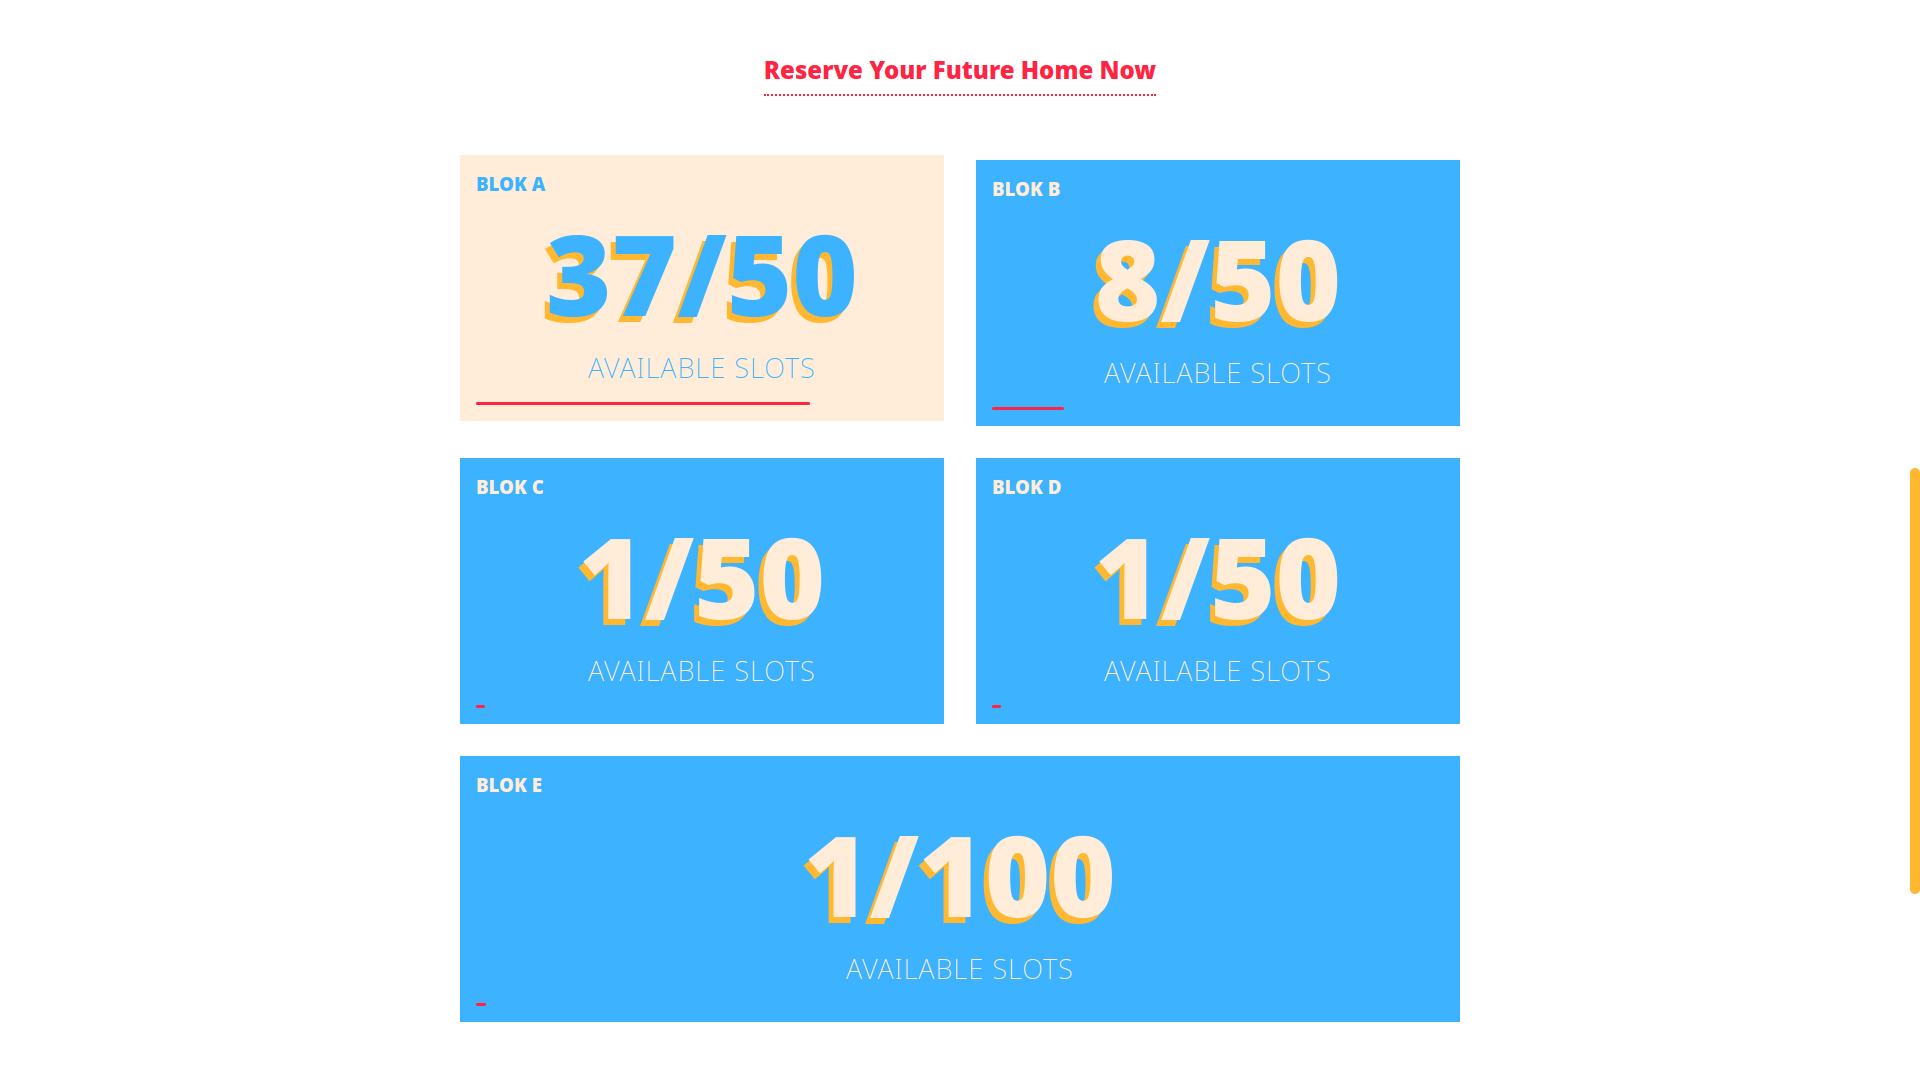 Reserve Your Future Home Now
BLOK A
37/50
AVAILABLE SLOTS
BLOK B
8/50
AVAILABLE SLOTS
BLOK C
1/50
AVAILABLE SLOTS
BLOK D
1/50
AVAILABLE SLOTS
BLOK E
1/100
AVAILABLE SLOTS